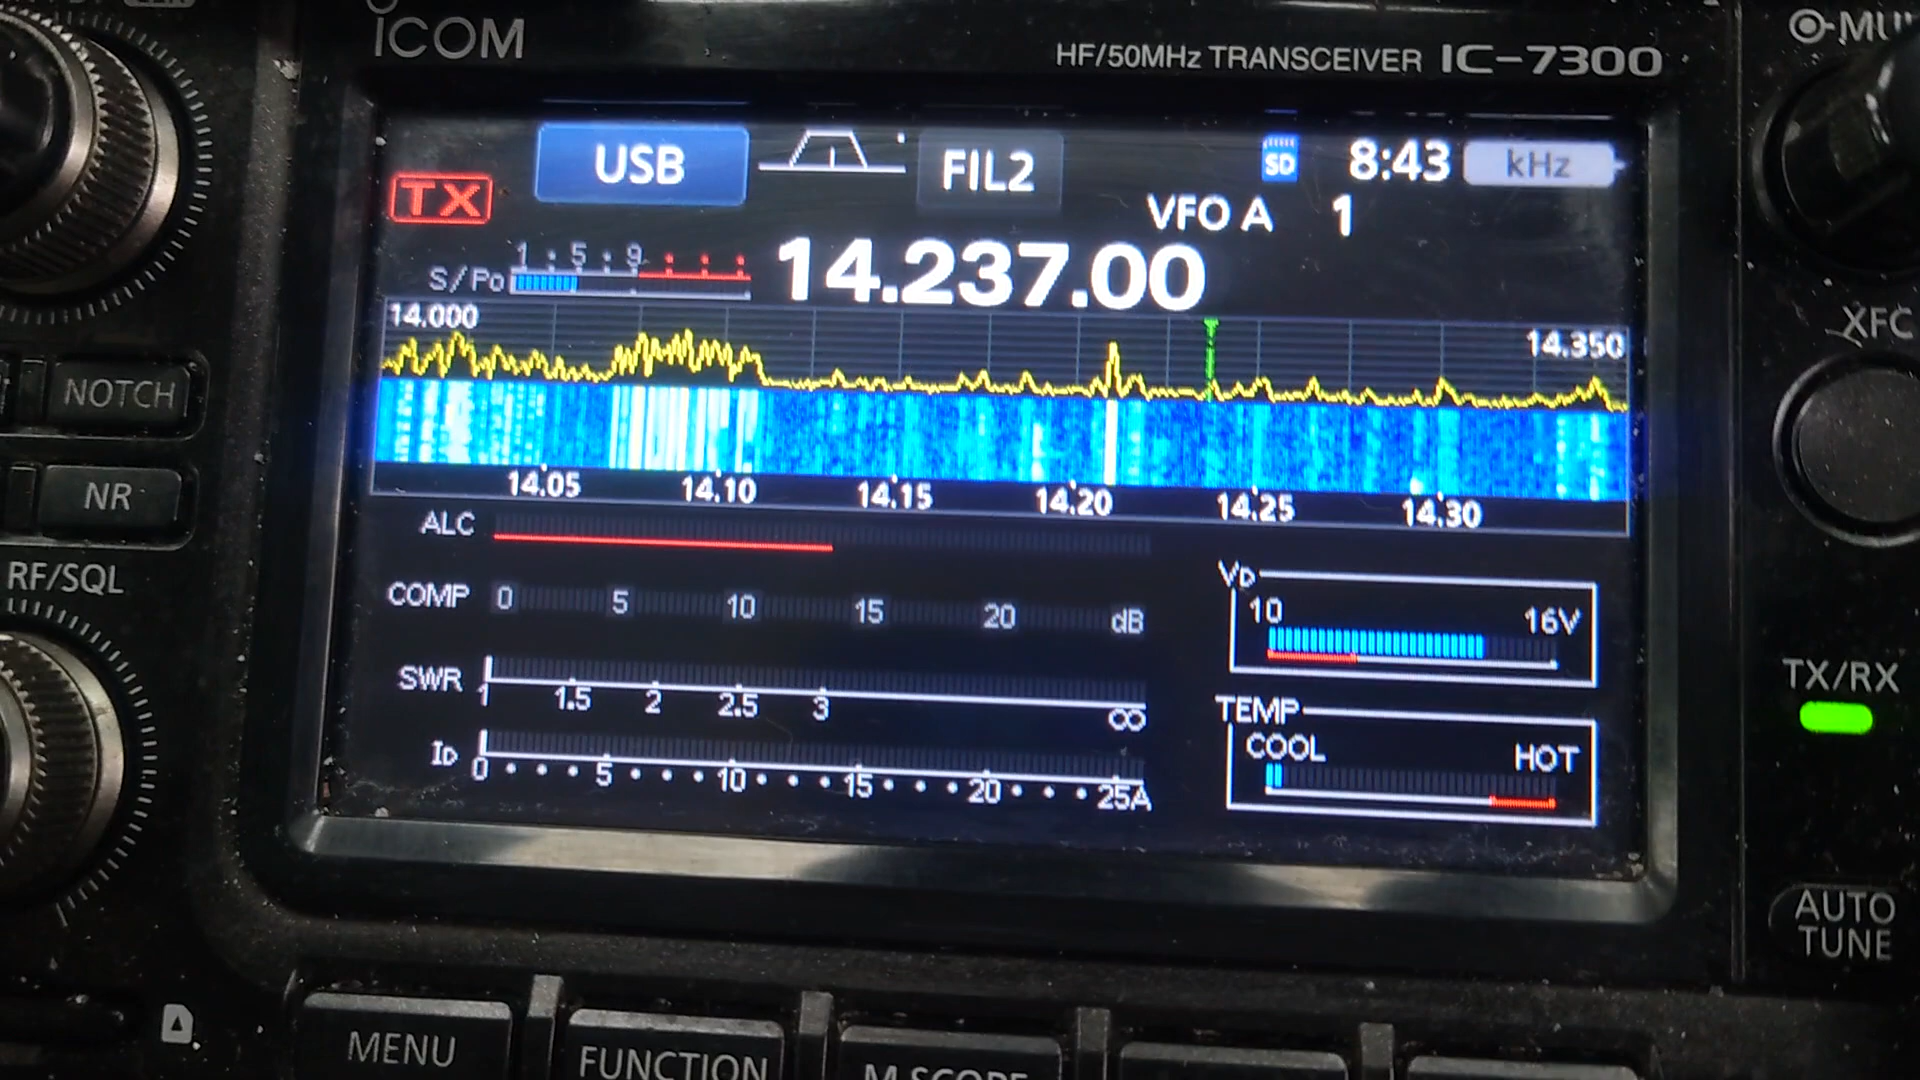 ICOM
HF/50MHz TRANSCEIVER IC-7300
USB
FIL2
SD
8:43
kHz
TX
VFO A 1
S/Po
1 5 9
14.237.00
14.000
14.350
14.05 14.10 14.15 14.20 14.25 14.30
ALC
COMP 0 5 10 15 20 dB
SWR 1 1.5 2 2.5 3 ∞
ID 0 5 10 15 20 25A
VD
10 16V
TEMP
COOL HOT
NOTCH
NR
RF/SQL
XFC
TX/RX
AUTO
TUNE
MENU
FUNCTION
M.SCOPE